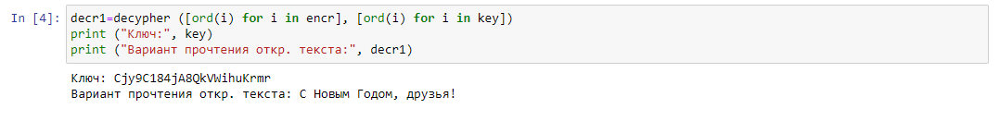 In [4]: decr1=decypher ([ord(i) for i in encr], [ord(i) for i in key])
print ("Ключ:", key)
print ("Вариант прочтения откр. текста:", decr1)
Ключ: Cjy9C184jA8QkVWihuKrmr
Вариант прочтения откр. текста: С Новым Годом, друзья!